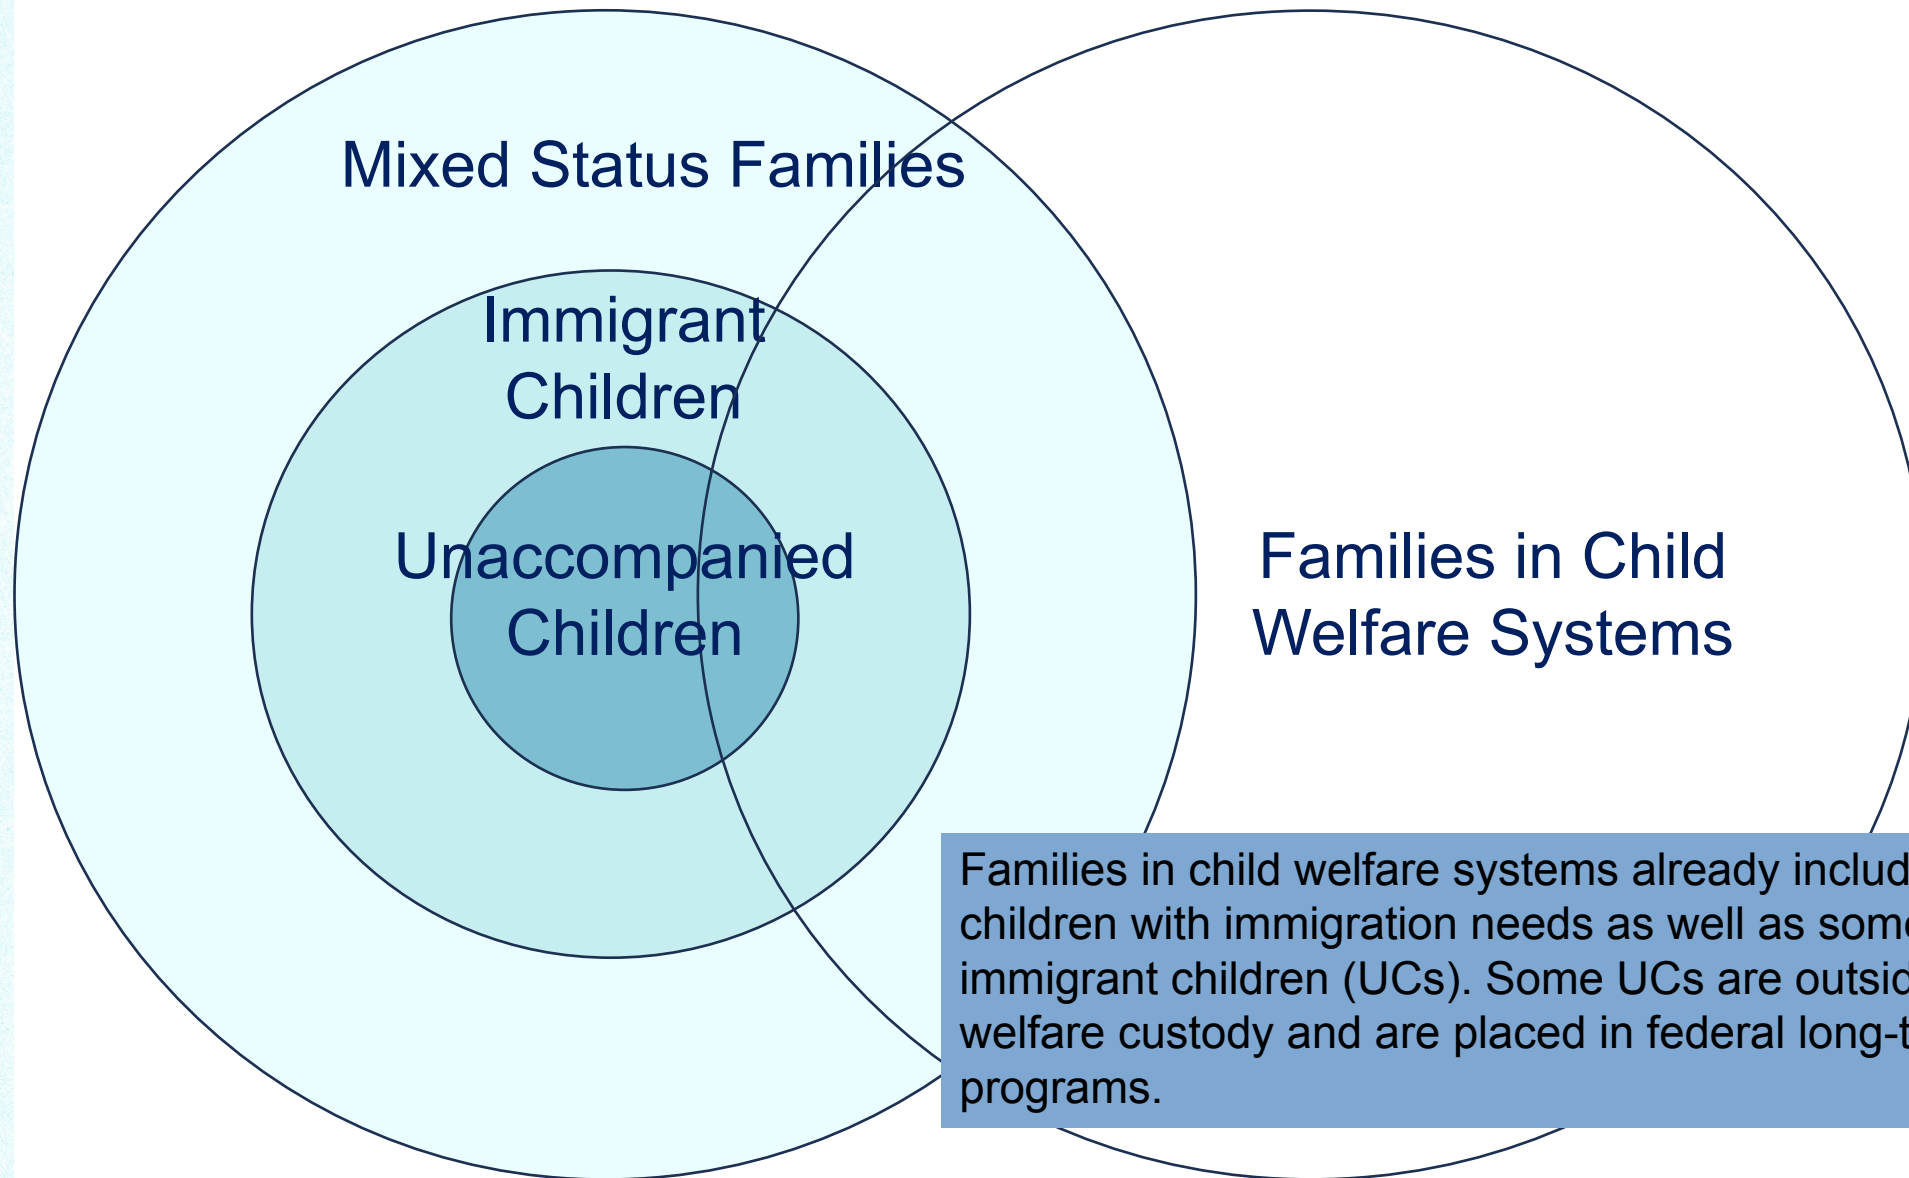 Mixed Status Families
Immigrant
Children
Unaccompanied
Children
Families in Child
Welfare Systems
Families in child welfare systems already includ
children with immigration needs as well as some
immigrant children (UCs). Some UCs are outsid
welfare custody and are placed in federal long-t
programs.